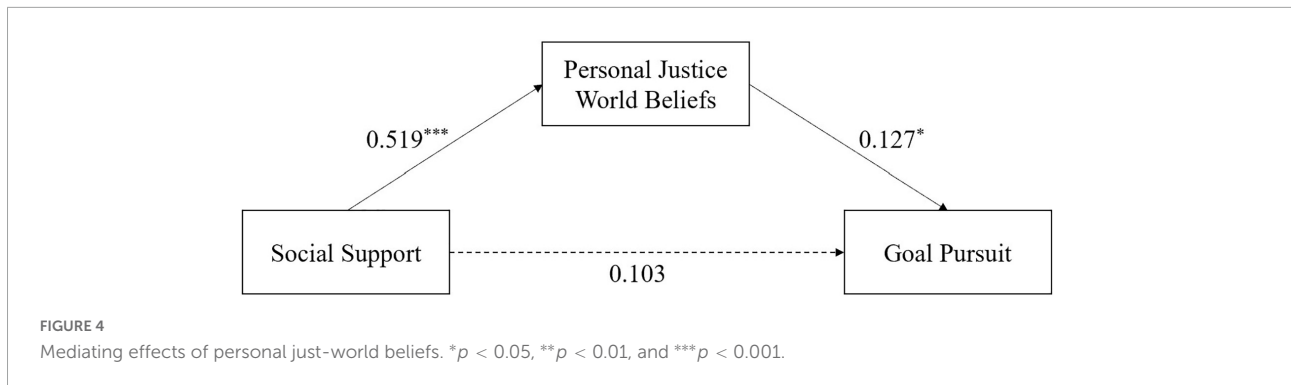 Personal Justice
World Beliefs
0.519***
0.127*
Social Support
Goal Pursuit
0.103
FIGURE 4
Mediating effects of personal just-world beliefs. *p < 0.05, **p < 0.01, and ***p < 0.001.